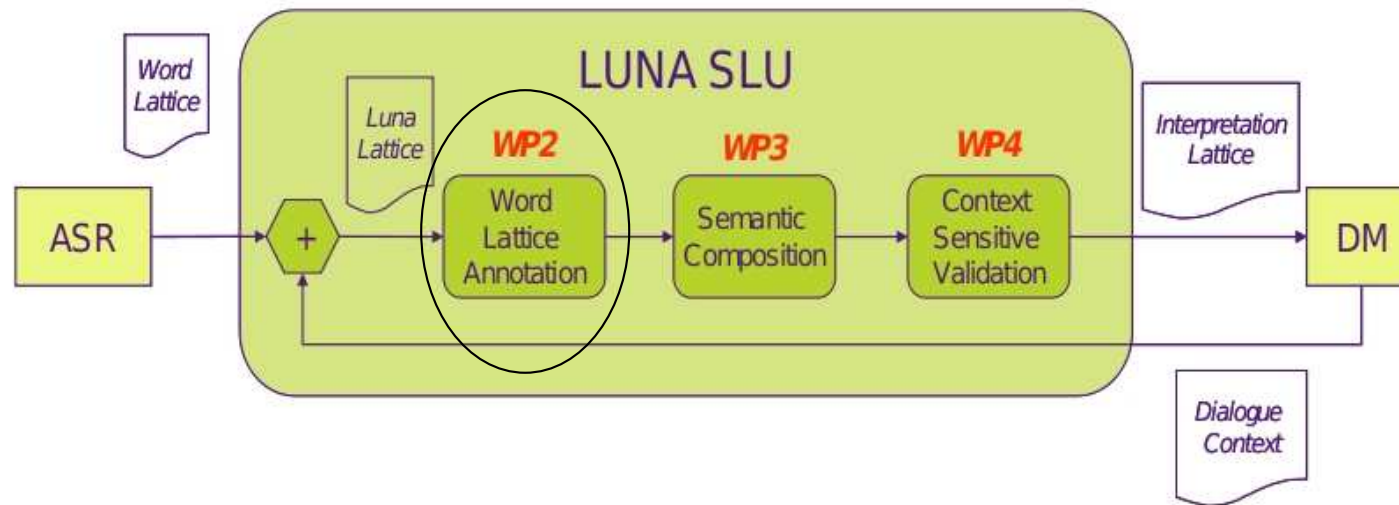 LUNA SLU
Word
Lattice
Luna
Lattice
WP2
WP3
WP4
Interpretation
Lattice
ASR
+
Word
Lattice
Annotation
Semantic
Composition
Context
Sensitive
Validation
DM
Dialogue
Context